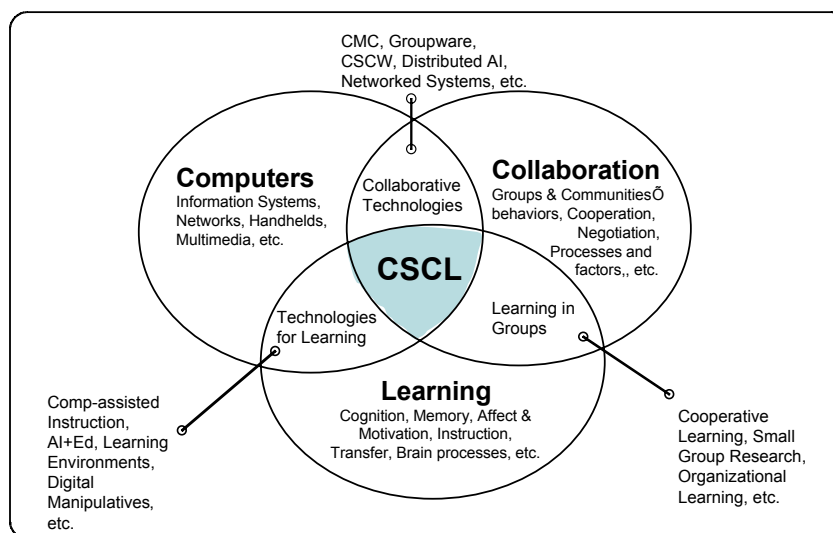 CMC, Groupware,
CSCW, Distributed AI,
Networked Systems, etc.
Computers
Information Systems,
Networks, Handhelds,
Multimedia, etc.
Collaborative
Technologies
Collaboration
Groups & CommunitiesÕ
behaviors, Cooperation,
Negotiation,
Processes and
factors,, etc.
CSCL
Technologies
for Learning
Learning in
Groups
Learning
Cognition, Memory, Affect &
Motivation, Instruction,
Transfer, Brain processes, etc.
Comp-assisted
Instruction,
AI+Ed, Learning
Environments,
Digital
Manipulatives,
etc.
Cooperative
Learning, Small
Group Research,
Organizational
Learning, etc.